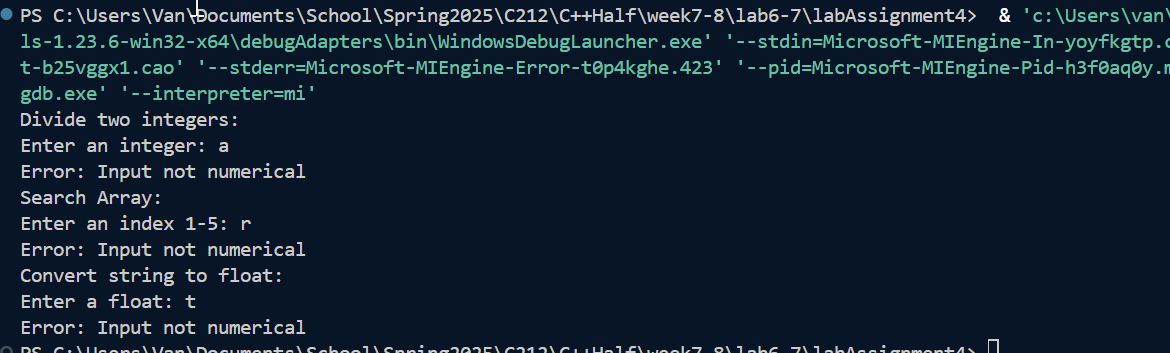 PS C:\Users\Van\Documents\School\Spring2025\C212\C++Half\week7-8\lab6-7\labAssignment4>  & 'c:\Users\van\
ls-1.23.6-win32-x64\debugAdapters\bin\WindowsDebugLauncher.exe' '--stdin=Microsoft-MIEngine-In-yoyfkgtp.c
t-b25vggx1.cao' '--stderr=Microsoft-MIEngine-Error-t0p4kghe.423' '--pid=Microsoft-MIEngine-Pid-h3f0aq0y.m
gdb.exe' '--interpreter=mi'
Divide two integers:
Enter an integer: a
Error: Input not numerical
Search Array:
Enter an index 1-5: r
Error: Input not numerical
Convert string to float:
Enter a float: t
Error: Input not numerical
PS C:\Users\Van\Documents\School\Spring2025\C212\C++Half\week7-8\lab6-7\labAssignment4>